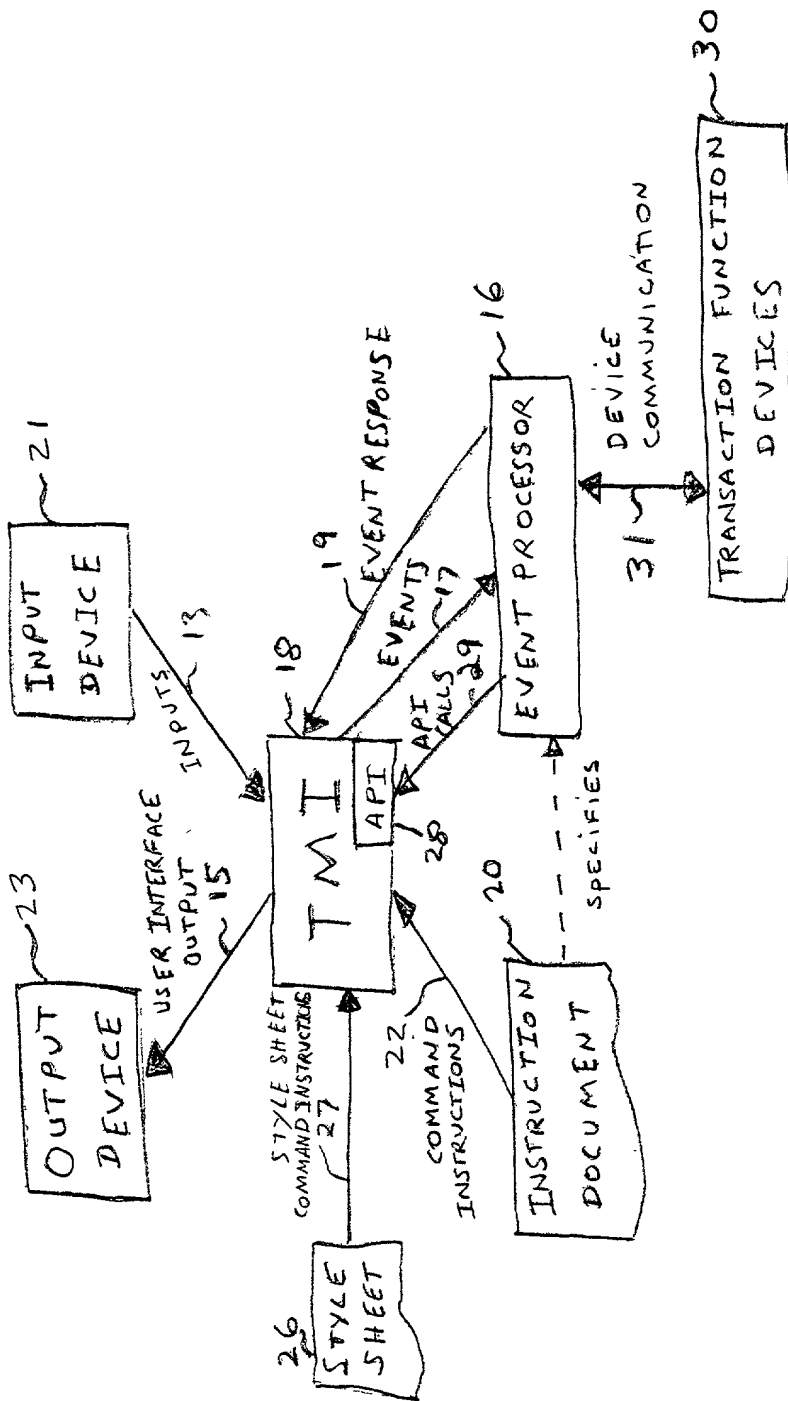 23
OUTPUT
DEVICE
21
INPUT
DEVICE
USER INTERFACE
OUTPUT
15
INPUTS
13
26
STYLE
SHEET
STYLE SHEET
COMMAND INSTRUCTIONS
27
18
TMI
API
28
19
EVENT RESPONSE
EVENTS
17
API
CALLS
29
22
COMMAND
INSTRUCTIONS
20
INSTRUCTION
DOCUMENT
SPECIFIES
16
EVENT PROCESSOR
31
DEVICE
COMMUNICATION
30
TRANSACTION FUNCTION
DEVICES